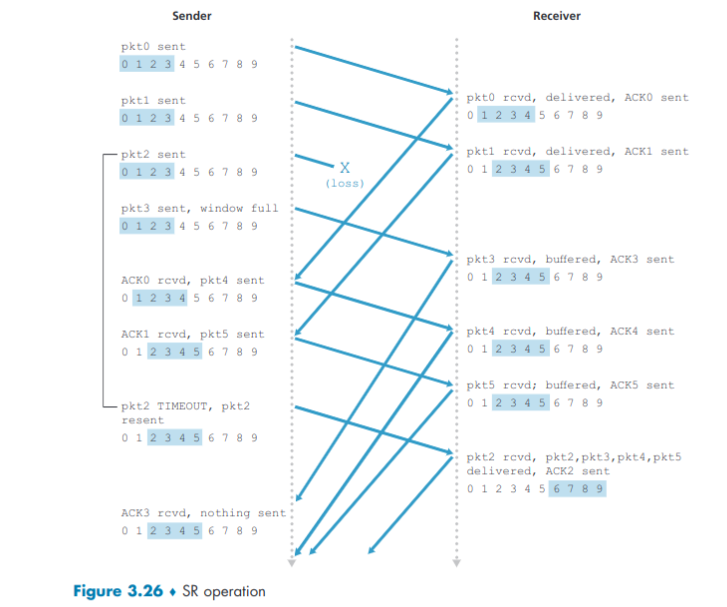 Sender
Receiver
pkt0 sent
0 1 2 3 4 5 6 7 8 9
pkt0 rcvd, delivered, ACK0 sent
0 1 2 3 4 5 6 7 8 9
pkt1 sent
0 1 2 3 4 5 6 7 8 9
pkt1 rcvd, delivered, ACK1 sent
0 1 2 3 4 5 6 7 8 9
pkt2 sent
0 1 2 3 4 5 6 7 8 9
X
(loss)
pkt3 sent, window full
0 1 2 3 4 5 6 7 8 9
pkt3 rcvd, buffered, ACK3 sent
0 1 2 3 4 5 6 7 8 9
ACK0 rcvd, pkt4 sent
0 1 2 3 4 5 6 7 8 9
pkt4 rcvd, buffered, ACK4 sent
0 1 2 3 4 5 6 7 8 9
ACK1 rcvd, pkt5 sent
0 1 2 3 4 5 6 7 8 9
pkt5 rcvd; buffered, ACK5 sent
0 1 2 3 4 5 6 7 8 9
pkt2 TIMEOUT, pkt2
resent
0 1 2 3 4 5 6 7 8 9
pkt2 rcvd, pkt2,pkt3,pkt4,pkt5
delivered, ACK2 sent
0 1 2 3 4 5 6 7 8 9
ACK3 rcvd, nothing sent
0 1 2 3 4 5 6 7 8 9
Figure 3.26 ♦ SR operation